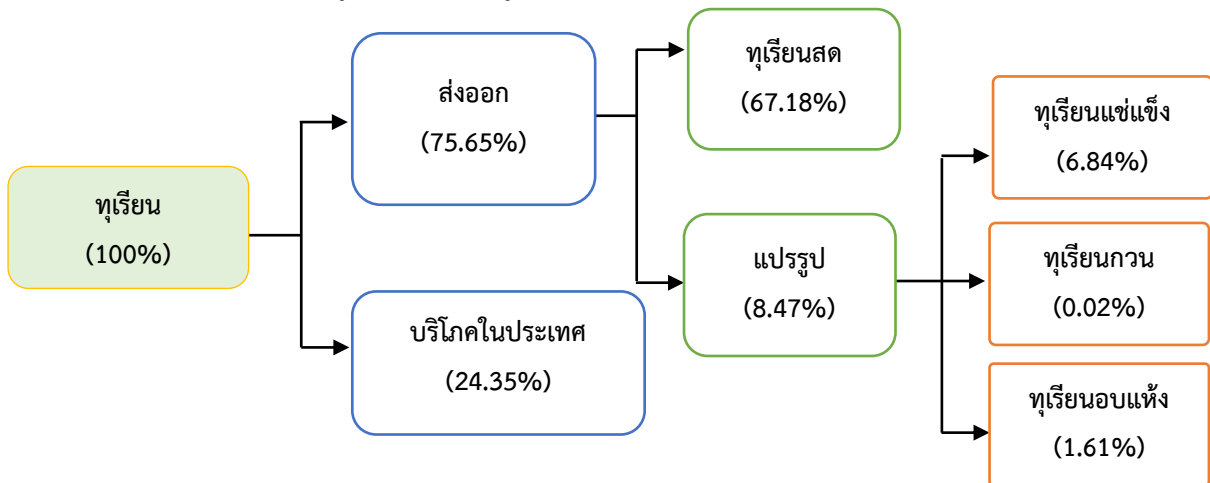 ทุเรียน
(100%)
ส่งออก
(75.65%)
บริโภคในประเทศ
(24.35%)
ทุเรียนสด
(67.18%)
แปรรูป
(8.47%)
ทุเรียนแช่แข็ง
(6.84%)
ทุเรียนกวน
(0.02%)
ทุเรียนอบแห้ง
(1.61%)